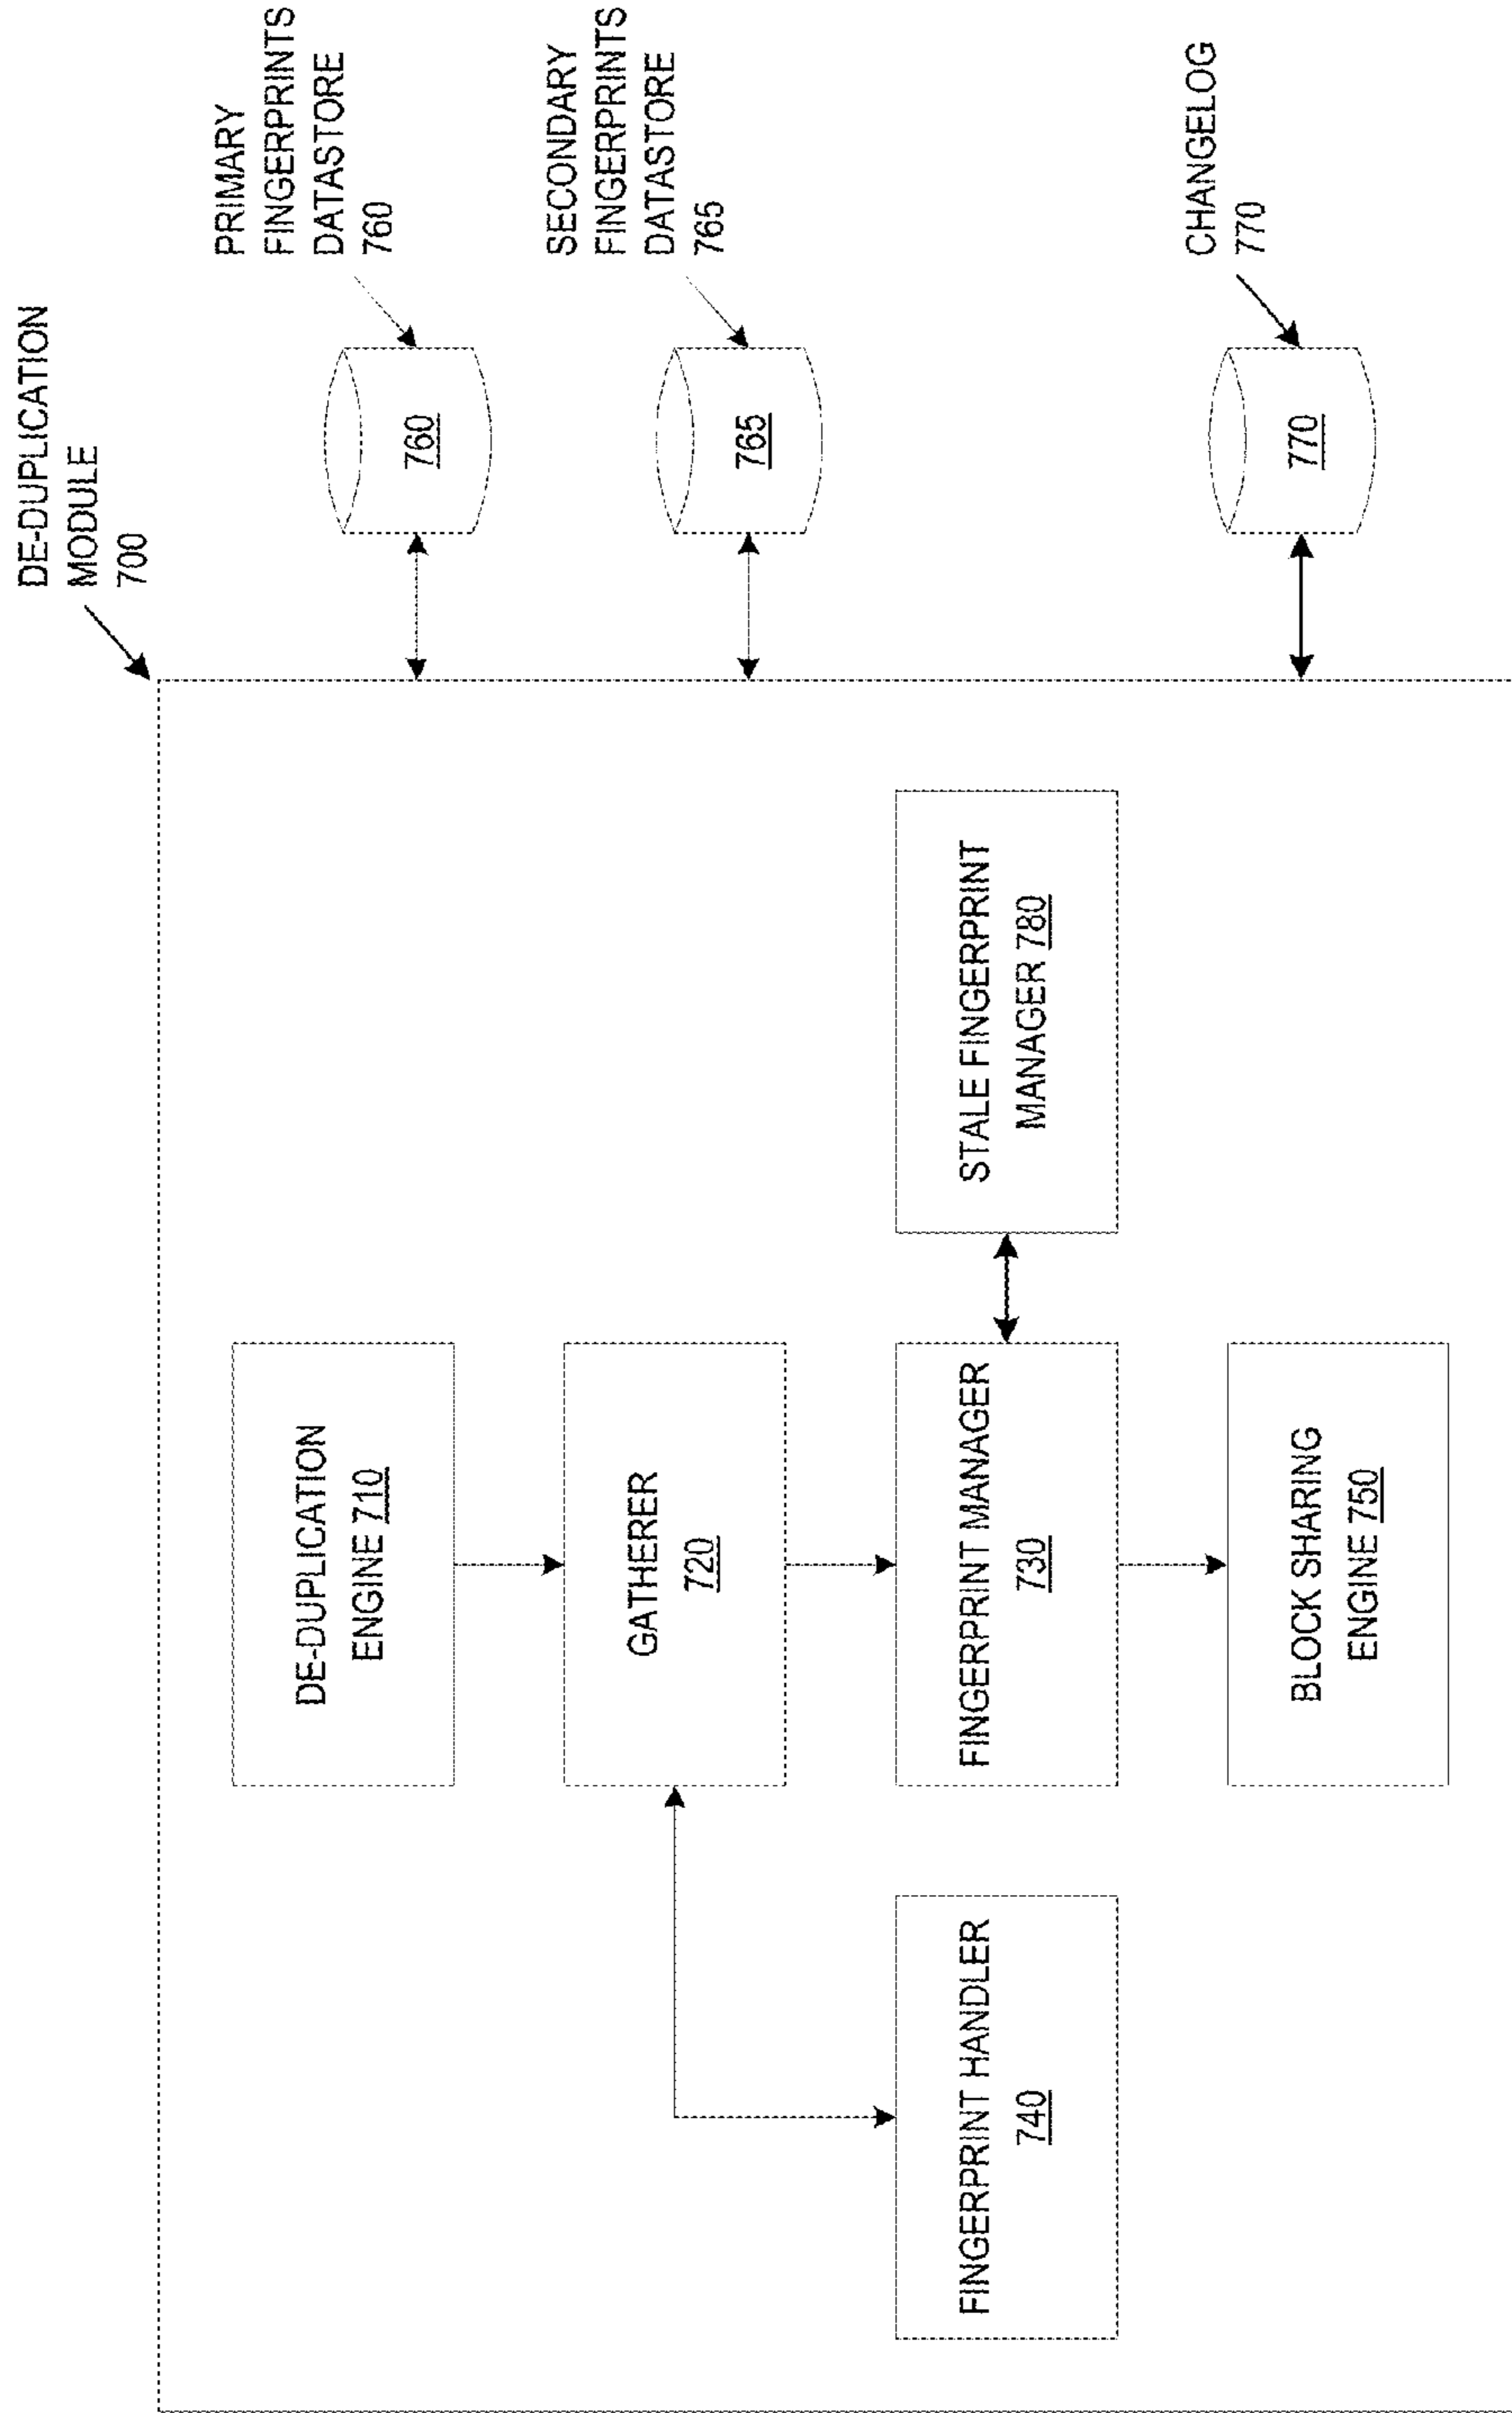 DE-DUPLICATION
MODULE
700
DE-DUPLICATION
ENGINE 710
GATHERER
720
FINGERPRINT HANDLER
740
FINGERPRINT MANAGER
730
STALE FINGERPRINT
MANAGER 780
BLOCK SHARING
ENGINE 750
760
PRIMARY
FINGERPRINTS
DATASTORE
760
765
SECONDARY
FINGERPRINTS
DATASTORE
765
770
CHANGELOG
770